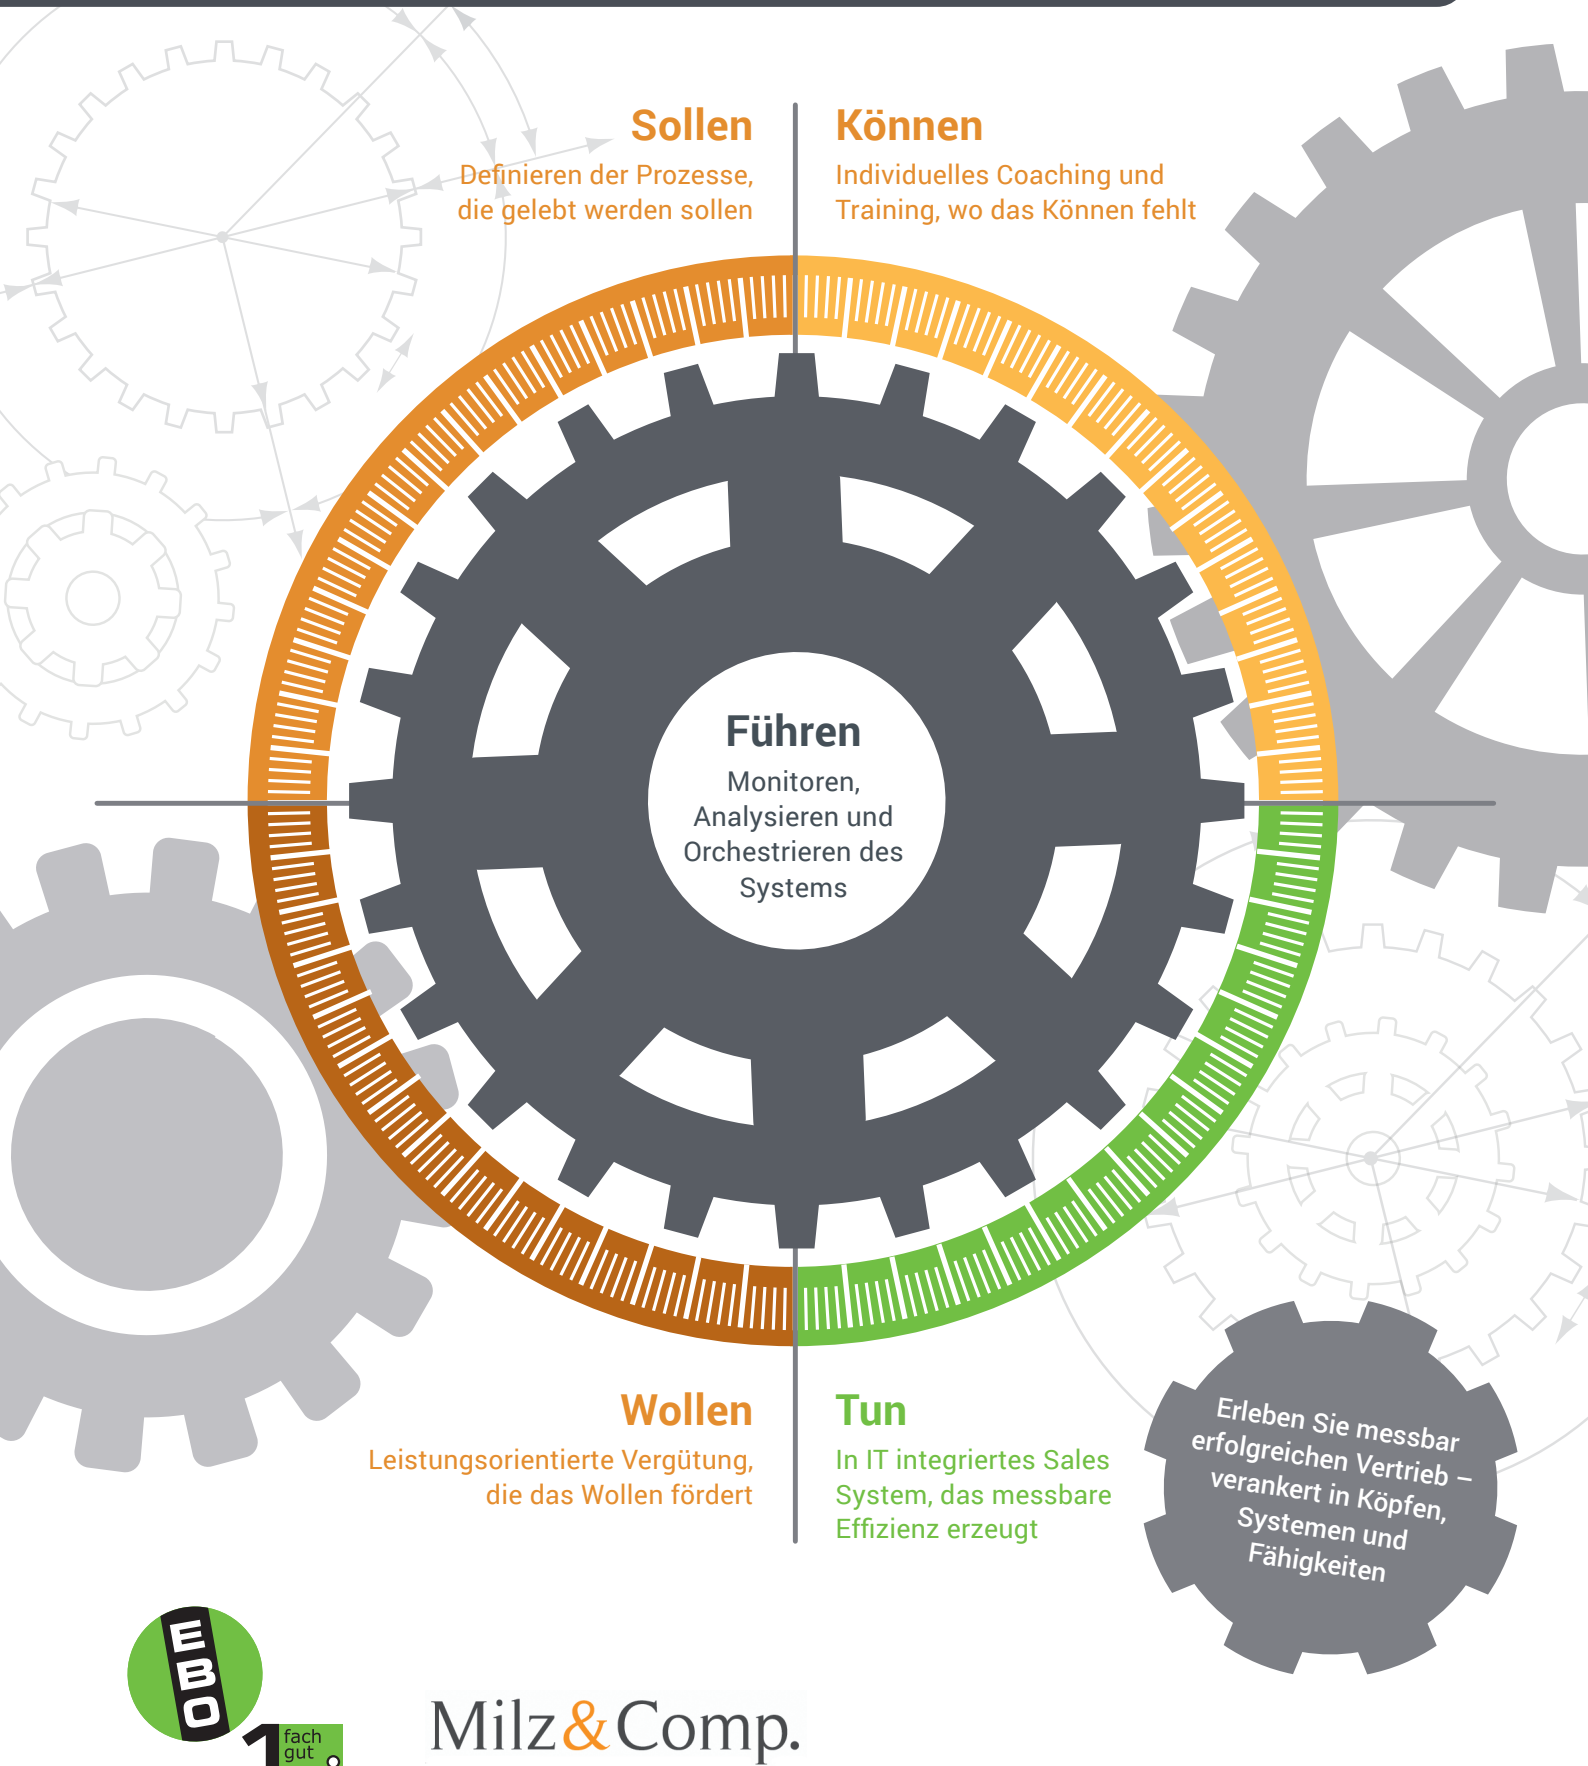 Sollen
Definieren der Prozesse,
die gelebt werden sollen
Können
Individuelles Coaching und
Training, wo das Können fehlt
Führen
Monitoren,
Analysieren und
Orchestrieren des
Systems
Wollen
Leistungsorientierte Vergütung,
die das Wollen fördert
Tun
In IT integriertes Sales
System, das messbare
Effizienz erzeugt
Erleben Sie messbar
erfolgreichen Vertrieb –
verankert in Köpfen,
Systemen und
Fähigkeiten
EBO
1fach
gut
Milz&Comp.